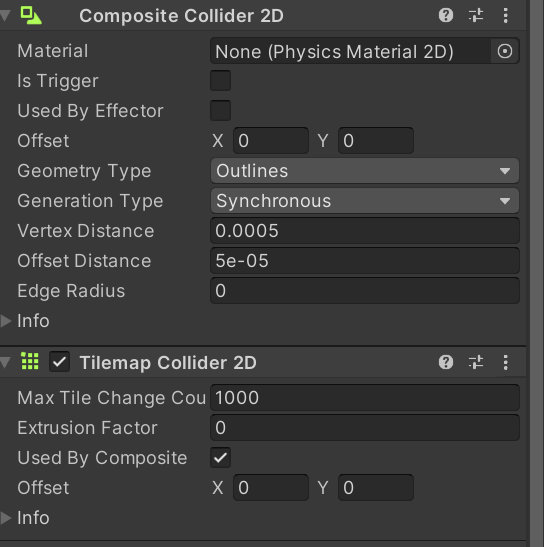 Composite Collider 2D
Material None (Physics Material 2D)
Is Trigger
Used By Effector
Offset X 0 Y 0
Geometry Type Outlines
Generation Type Synchronous
Vertex Distance 0.0005
Offset Distance 5e-05
Edge Radius 0
Info
Tilemap Collider 2D
Max Tile Change Cou 1000
Extrusion Factor 0
Used By Composite
Offset X 0 Y 0
Info